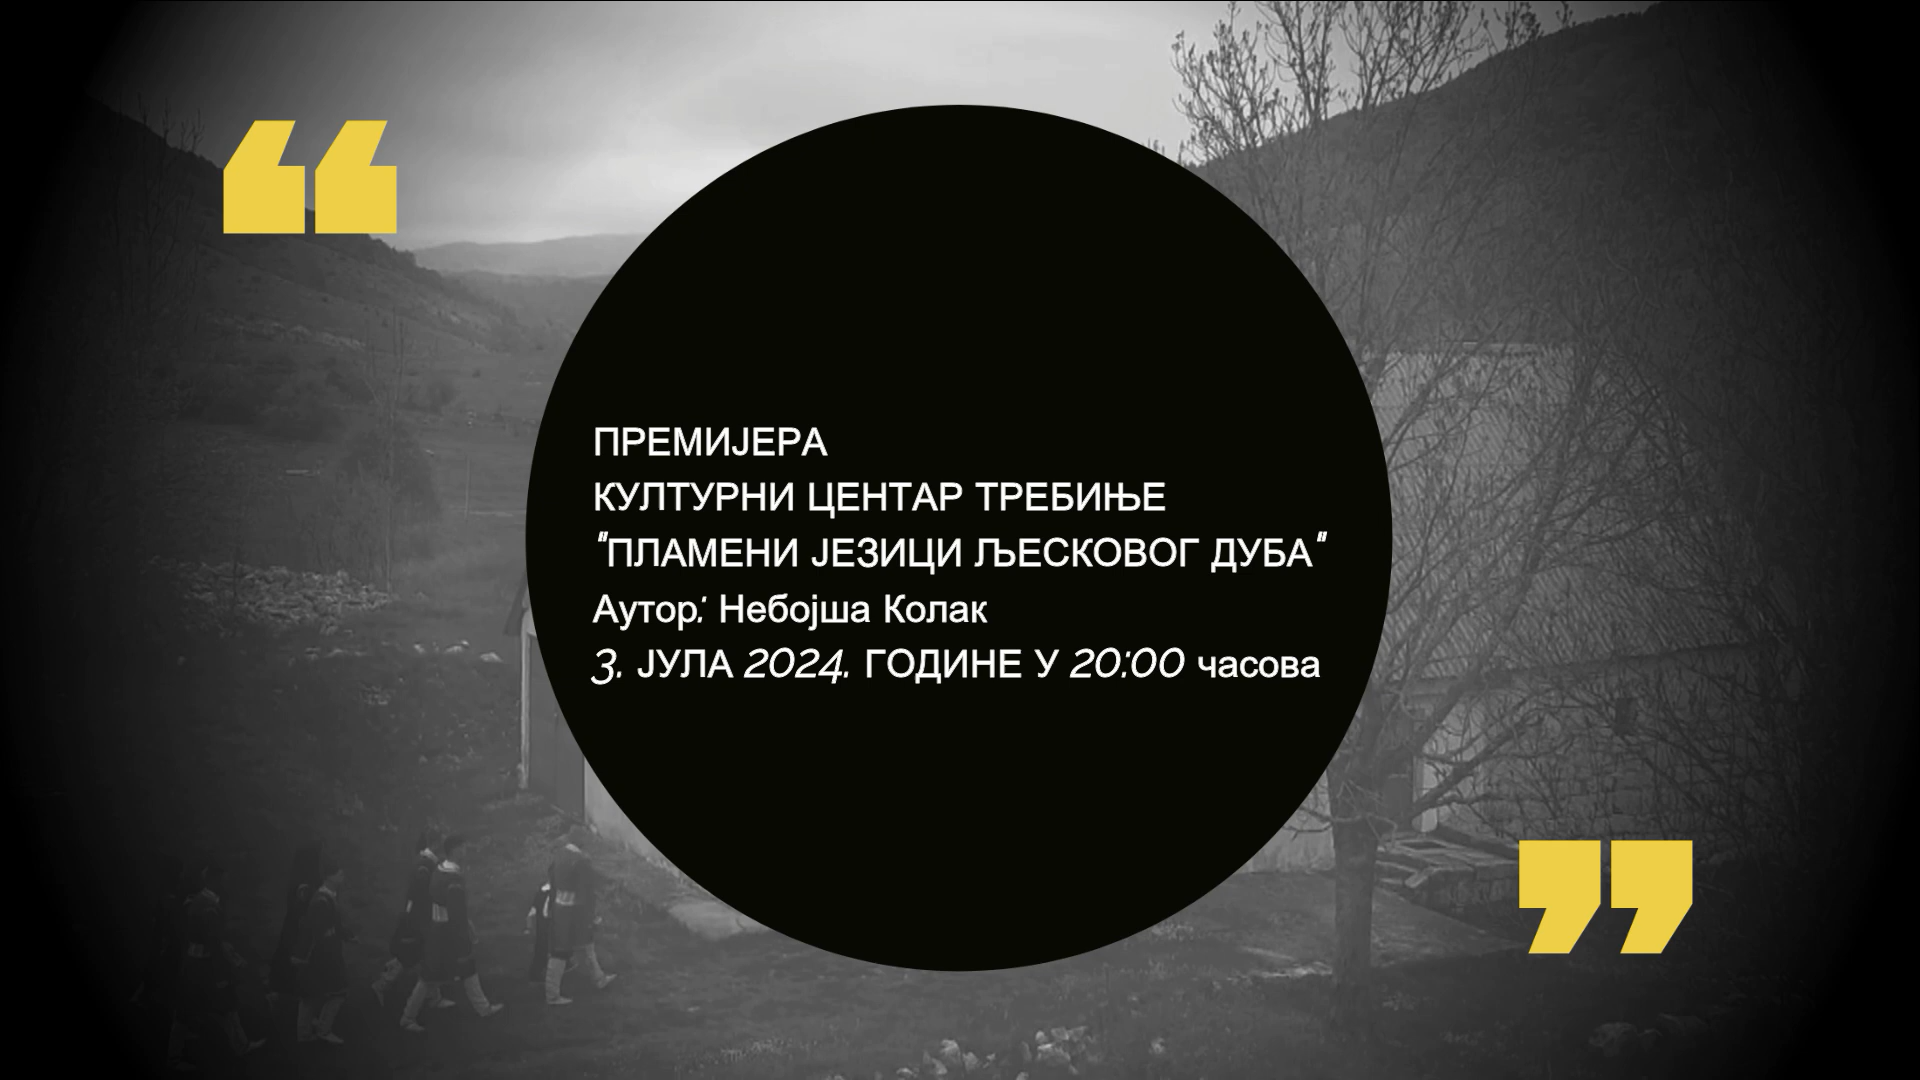 ПРЕМИЈЕРА
КУЛТУРНИ ЦЕНТАР ТРЕБИЊЕ
"ПЛАМЕНИ ЈЕЗИЦИ ЉЕСКОВОГ ДУБА"
Аутор: Небојша Колак
3. ЈУЛА 2024. ГОДИНЕ У 20:00 часова